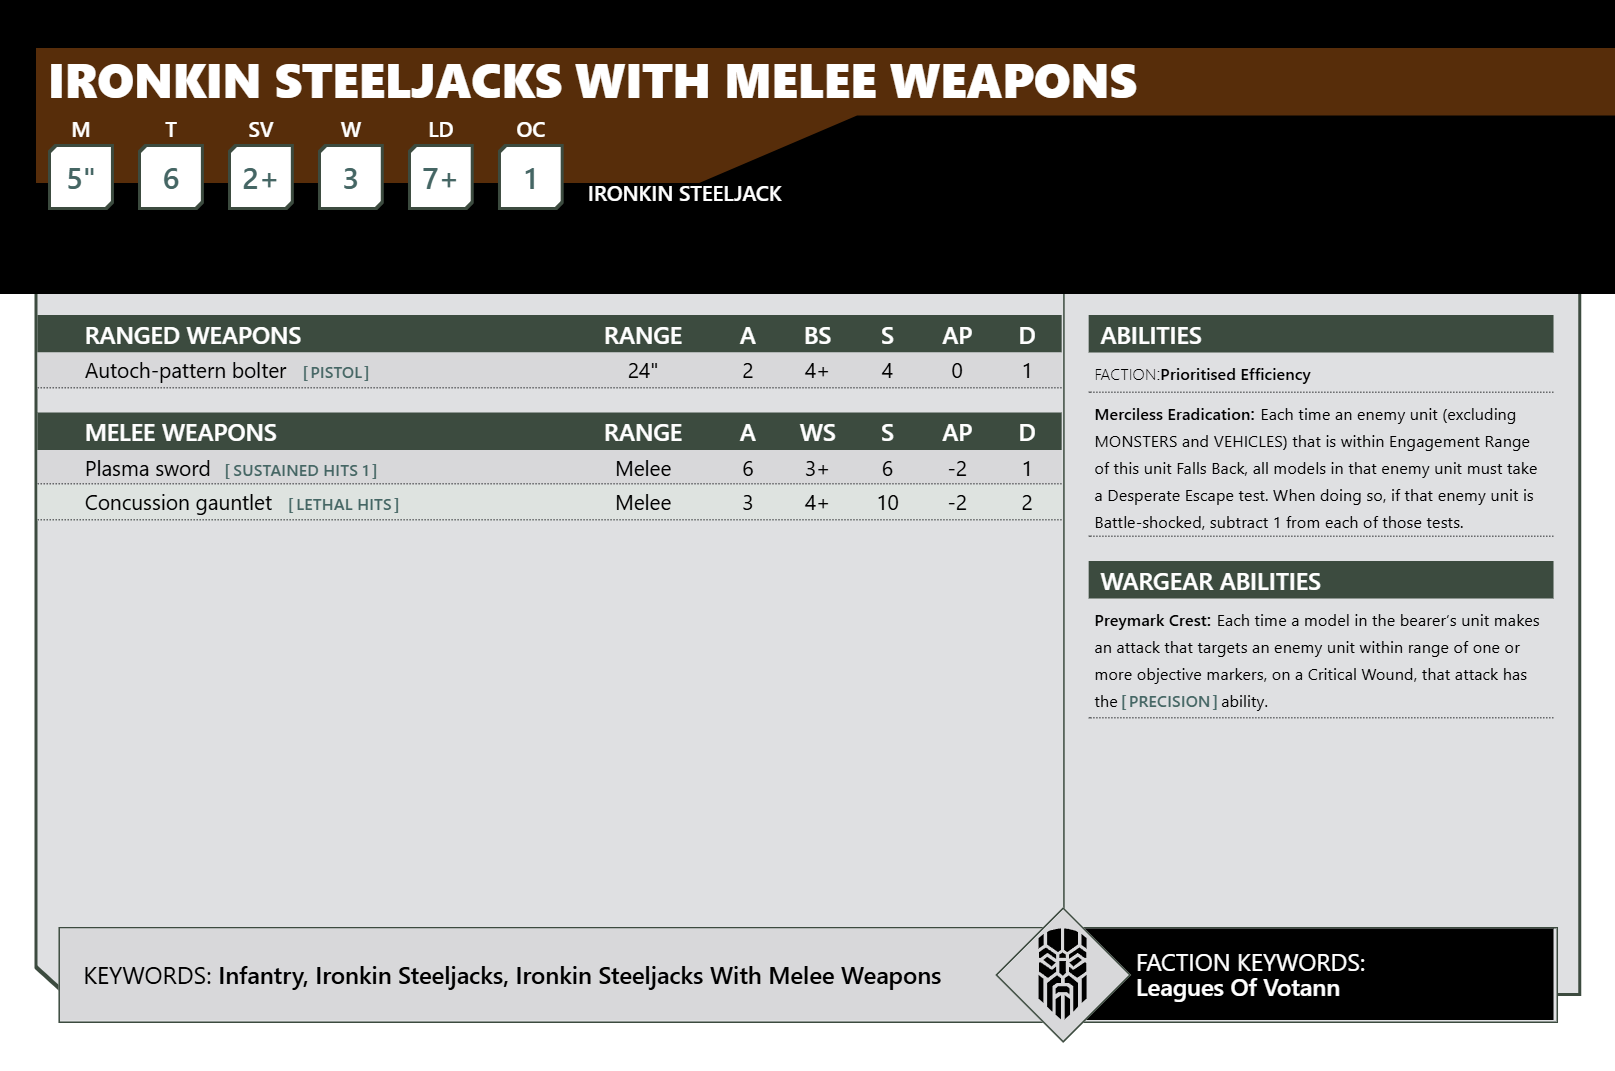 IRONKIN STEELJACKS WITH MELEE WEAPONS
M T SV W LD OC
5" 6 2+ 3 7+ 1
IRONKIN STEELJACK
RANGED WEAPONS RANGE A BS S AP D
Autoch-pattern bolter [PISTOL] 24" 2 4+ 4 0 1
MELEE WEAPONS RANGE A WS S AP D
Plasma sword [SUSTAINED HITS 1] Melee 6 3+ 6 -2 1
Concussion gauntlet [LETHAL HITS] Melee 3 4+ 10 -2 2
ABILITIES
FACTION:Prioritised Efficiency
Merciless Eradication: Each time an enemy unit (excluding
MONSTERS and VEHICLES) that is within Engagement Range
of this unit Falls Back, all models in that enemy unit must take
a Desperate Escape test. When doing so, if that enemy unit is
Battle-shocked, subtract 1 from each of those tests.
WARGEAR ABILITIES
Preymark Crest: Each time a model in the bearer’s unit makes
an attack that targets an enemy unit within range of one or
more objective markers, on a Critical Wound, that attack has
the [PRECISION] ability.
KEYWORDS: Infantry, Ironkin Steeljacks, Ironkin Steeljacks With Melee Weapons
FACTION KEYWORDS:
Leagues Of Votann